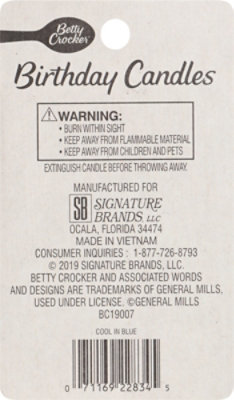 Betty
Crocker
Birthday Candles
⚠WARNING:
• BURN WITHIN SIGHT
• KEEP AWAY FROM FLAMMABLE MATERIAL
• KEEP AWAY FROM CHILDREN AND PETS
EXTINGUISH CANDLE BEFORE THROWING AWAY.
MANUFACTURED FOR
SB SIGNATURE
BRANDS, LLC
OCALA, FLORIDA 34474
MADE IN VIETNAM
CONSUMER INQUIRIES : 1-877-726-8793
© 2019 SIGNATURE BRANDS, LLC.
BETTY CROCKER AND ASSOCIATED WORDS
AND DESIGNS ARE TRADEMARKS OF GENERAL MILLS.
USED UNDER LICENSE. ©GENERAL MILLS
BC19007
COOL IN BLUE
0 71169 22834 5